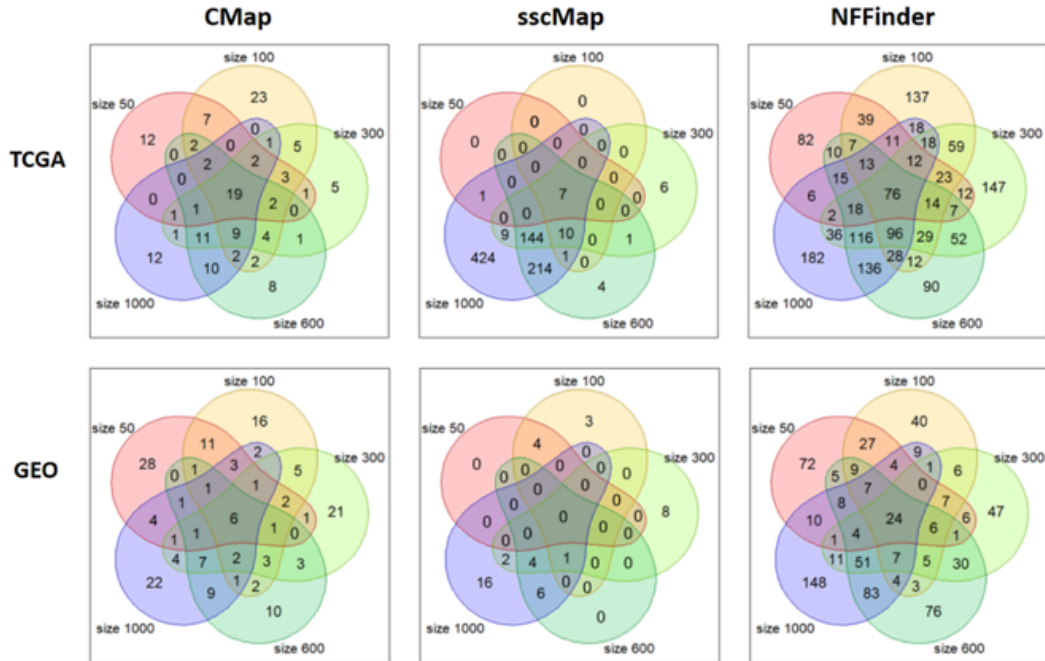 CMap sscMap NFFinder
TCGA
size 100 size 100 size 100
size 50 size 50 size 50
size 300 size 300 size 300
23 0 137
12 7 0 0 82 39
0 1 5 0 0 0 18 18 59
0 2 0 2 0 0 0 0 10 7 11 12
0 2 3 1 5 0 0 0 0 6 15 13 23 12 147
0 19 2 0 1 7 0 0 6 76 14 7
1 1 0 0 2 18
1 11 9 4 1 9 144 10 0 1 36 116 96 29 52
12 10 2 2 424 214 1 0 182 136 28 12
8 4 90
size 1000 size 1000 size 1000
size 600 size 600 size 600
GEO
size 100 size 100 size 100
size 50 size 50 size 50
size 300 size 300 size 300
16 3 40
28 11 2 5 0 4 0 0 72 27 9 1 6
0 1 3 1 0 0 0 0 5 9 4 0
1 1 2 1 21 0 0 0 0 8 8 7 7 6 47
4 6 1 0 0 0 0 0 10 24 6 1
1 1 0 0 1 4
4 7 2 3 3 2 4 1 0 0 11 51 7 5 30
22 9 1 2 16 6 0 0 148 83 4 3
10 0 76
size 1000 size 1000 size 1000
size 600 size 600 size 600